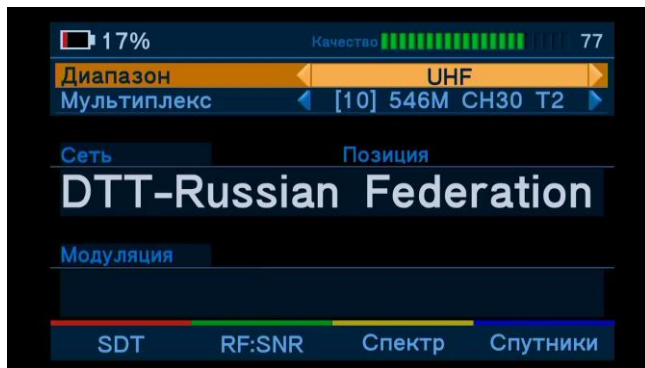 17% Качество 77
Диапазон UHF
Мультиплекс [10] 546M CH30 T2
Сеть Позиция
DTT-Russian Federation
Модуляция
SDT RF:SNR Спектр Спутники